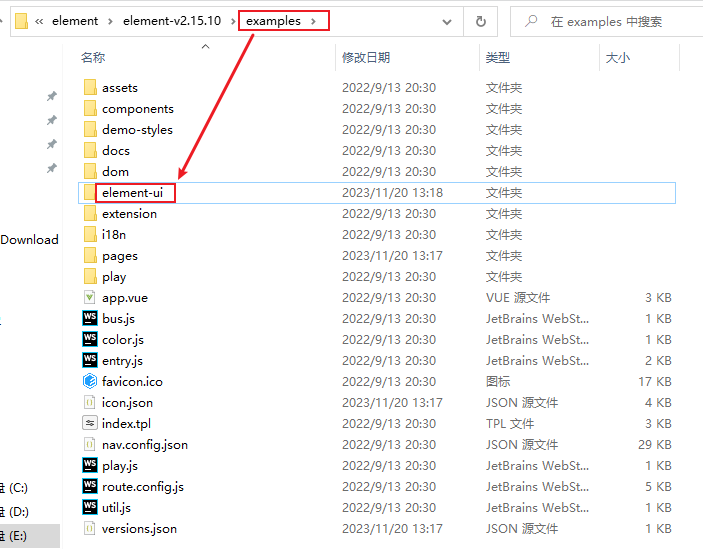 « element › element-v2.15.10 › examples ›
在 examples 中搜索
名称 修改日期 类型 大小
assets 2022/9/13 20:30 文件夹
components 2022/9/13 20:30 文件夹
demo-styles 2022/9/13 20:30 文件夹
docs 2022/9/13 20:30 文件夹
dom 2022/9/13 20:30 文件夹
element-ui 2023/11/20 13:18 文件夹
extension 2022/9/13 20:30 文件夹
Download
i18n 2022/9/13 20:30 文件夹
pages 2023/11/20 13:17 文件夹
play 2022/9/13 20:30 文件夹
app.vue 2022/9/13 20:30 VUE 源文件 3 KB
bus.js 2022/9/13 20:30 JetBrains WebSt... 1 KB
color.js 2022/9/13 20:30 JetBrains WebSt... 1 KB
entry.js 2022/9/13 20:30 JetBrains WebSt... 2 KB
favicon.ico 2022/9/13 20:30 图标 17 KB
icon.json 2023/11/20 13:17 JSON 源文件 4 KB
index.tpl 2022/9/13 20:30 TPL 文件 3 KB
nav.config.json 2022/9/13 20:30 JSON 源文件 29 KB
play.js 2022/9/13 20:30 JetBrains WebSt... 1 KB
route.config.js 2022/9/13 20:30 JetBrains WebSt... 5 KB
盘 (C:)
util.js 2022/9/13 20:30 JetBrains WebSt... 1 KB
盘 (D:)
versions.json 2023/11/20 13:17 JSON 源文件 1 KB
盘 (E:)